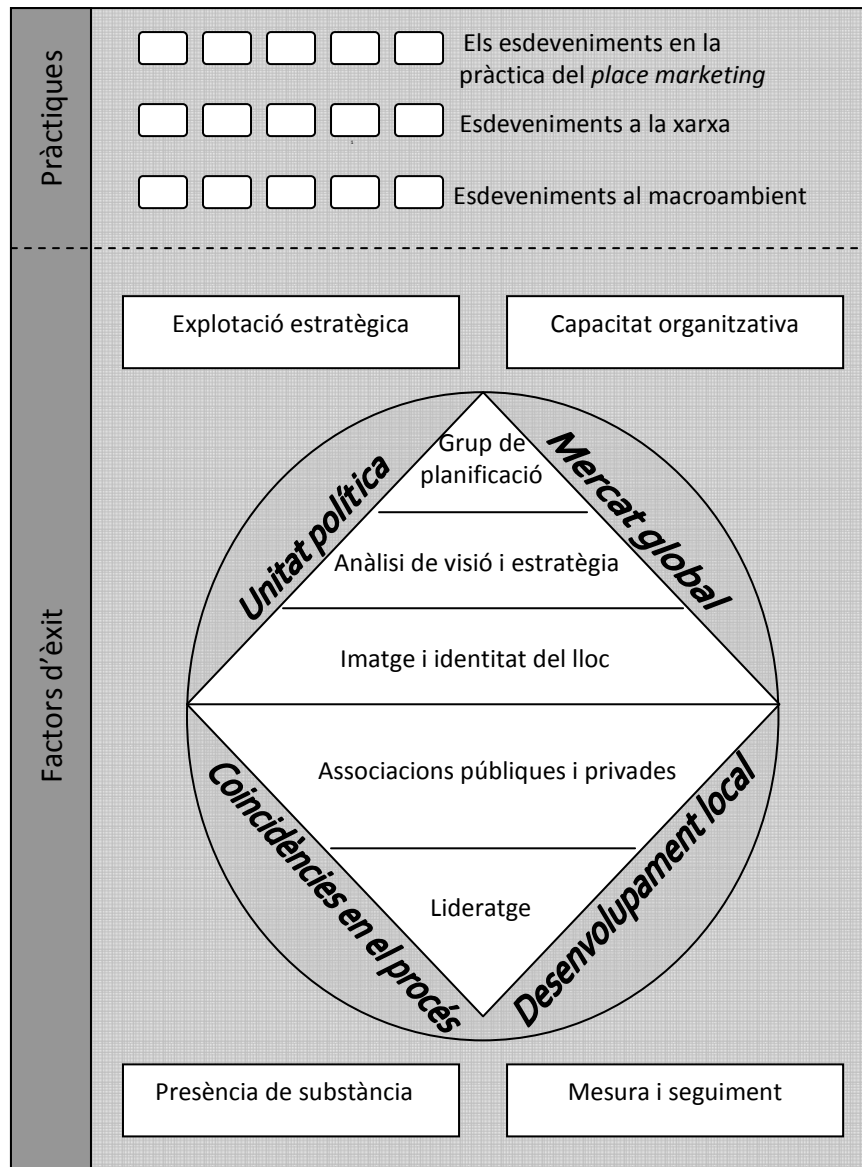 Pràctiques
Els esdeveniments en la
pràctica del place marketing
Esdeveniments a la xarxa
Esdeveniments al macroambient
Factors d’èxit
Explotació estratègica
Capacitat organitzativa
Unitat política
Mercat global
Grup de
planificació
Anàlisi de visió i estratègia
Imatge i identitat del lloc
Associacions públiques i privades
Lideratge
Coincidències en el procés
Desenvolupament local
Presència de substància
Mesura i seguiment